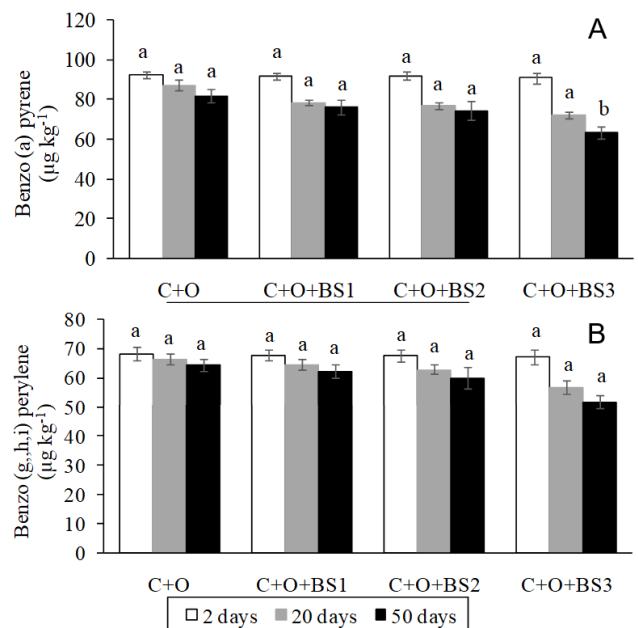 A
Benzo (a) pyrene
(µg kg-1)
120
100
80
60
40
20
0
a a a a a a a a a a a b
C+O C+O+BS1 C+O+BS2 C+O+BS3
B
Benzo (g,,h,i) perylene
(µg kg-1)
80
70
60
50
40
30
20
10
0
a a a a a a a a a a a a
C+O C+O+BS1 C+O+BS2 C+O+BS3
2 days 20 days 50 days